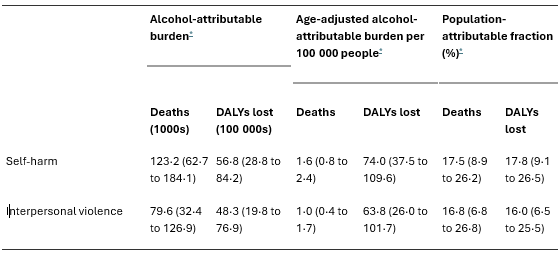 Alcohol-attributable Age-adjusted alcohol- Population-
burden* attributable burden per attributable fraction
100 000 people* (%)*
Deaths DALYs lost Deaths DALYs lost Deaths DALYs
(1000s) (100 000s) lost
Self-harm 123·2 (62·7 56·8 (28·8 to 1·6 (0·8 to 74·0 (37·5 to 17·5 (8·9 17·8 (9·1
to 184·1) 84·2) 2·4) 109·6) to 26·2) to 26·5)
Interpersonal violence 79·6 (32·4 48·3 (19·8 to 1·0 (0·4 to 63·8 (26·0 to 16·8 (6·8 16·0 (6·5
to 126·9) 76·9) 1·7) 101·7) to 26·8) to 25·5)